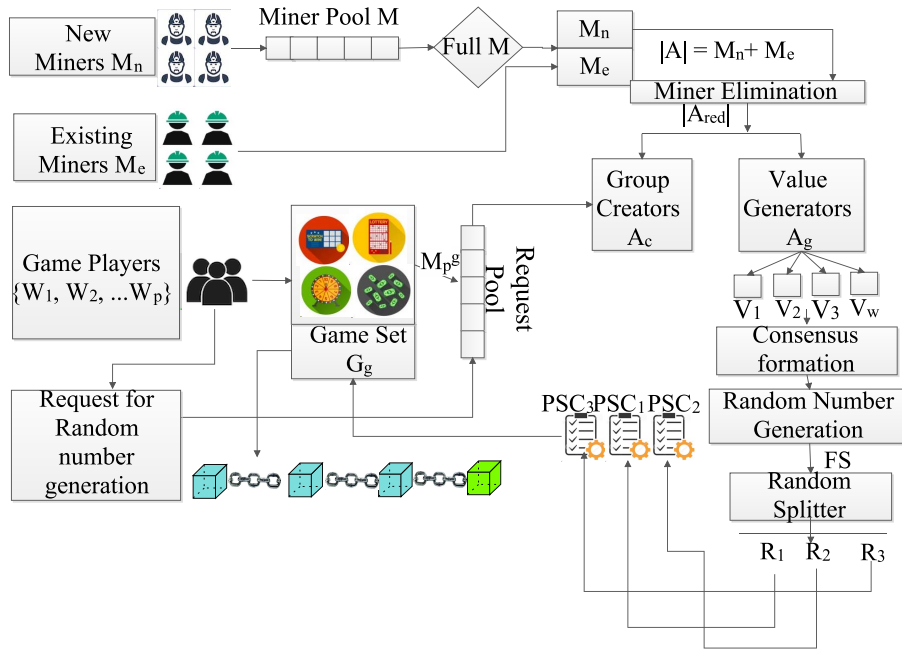 New
Miners Mn
Miner Pool M
Full M
Mn
Me
|A| = Mn+ Me
Miner Elimination
|Ared|
Existing
Miners Me
Group
Creators
Ac
Value
Generators
Ag
Game Players
{W1, W2, ...Wp}
Mpg
Request
Pool
Game Set
Gg
V1
V2
V3
Vw
Consensus
formation
Request for
Random
number
generation
PSC3
PSC1
PSC2
Random Number
Generation
FS
Random
Splitter
R1
R2
R3